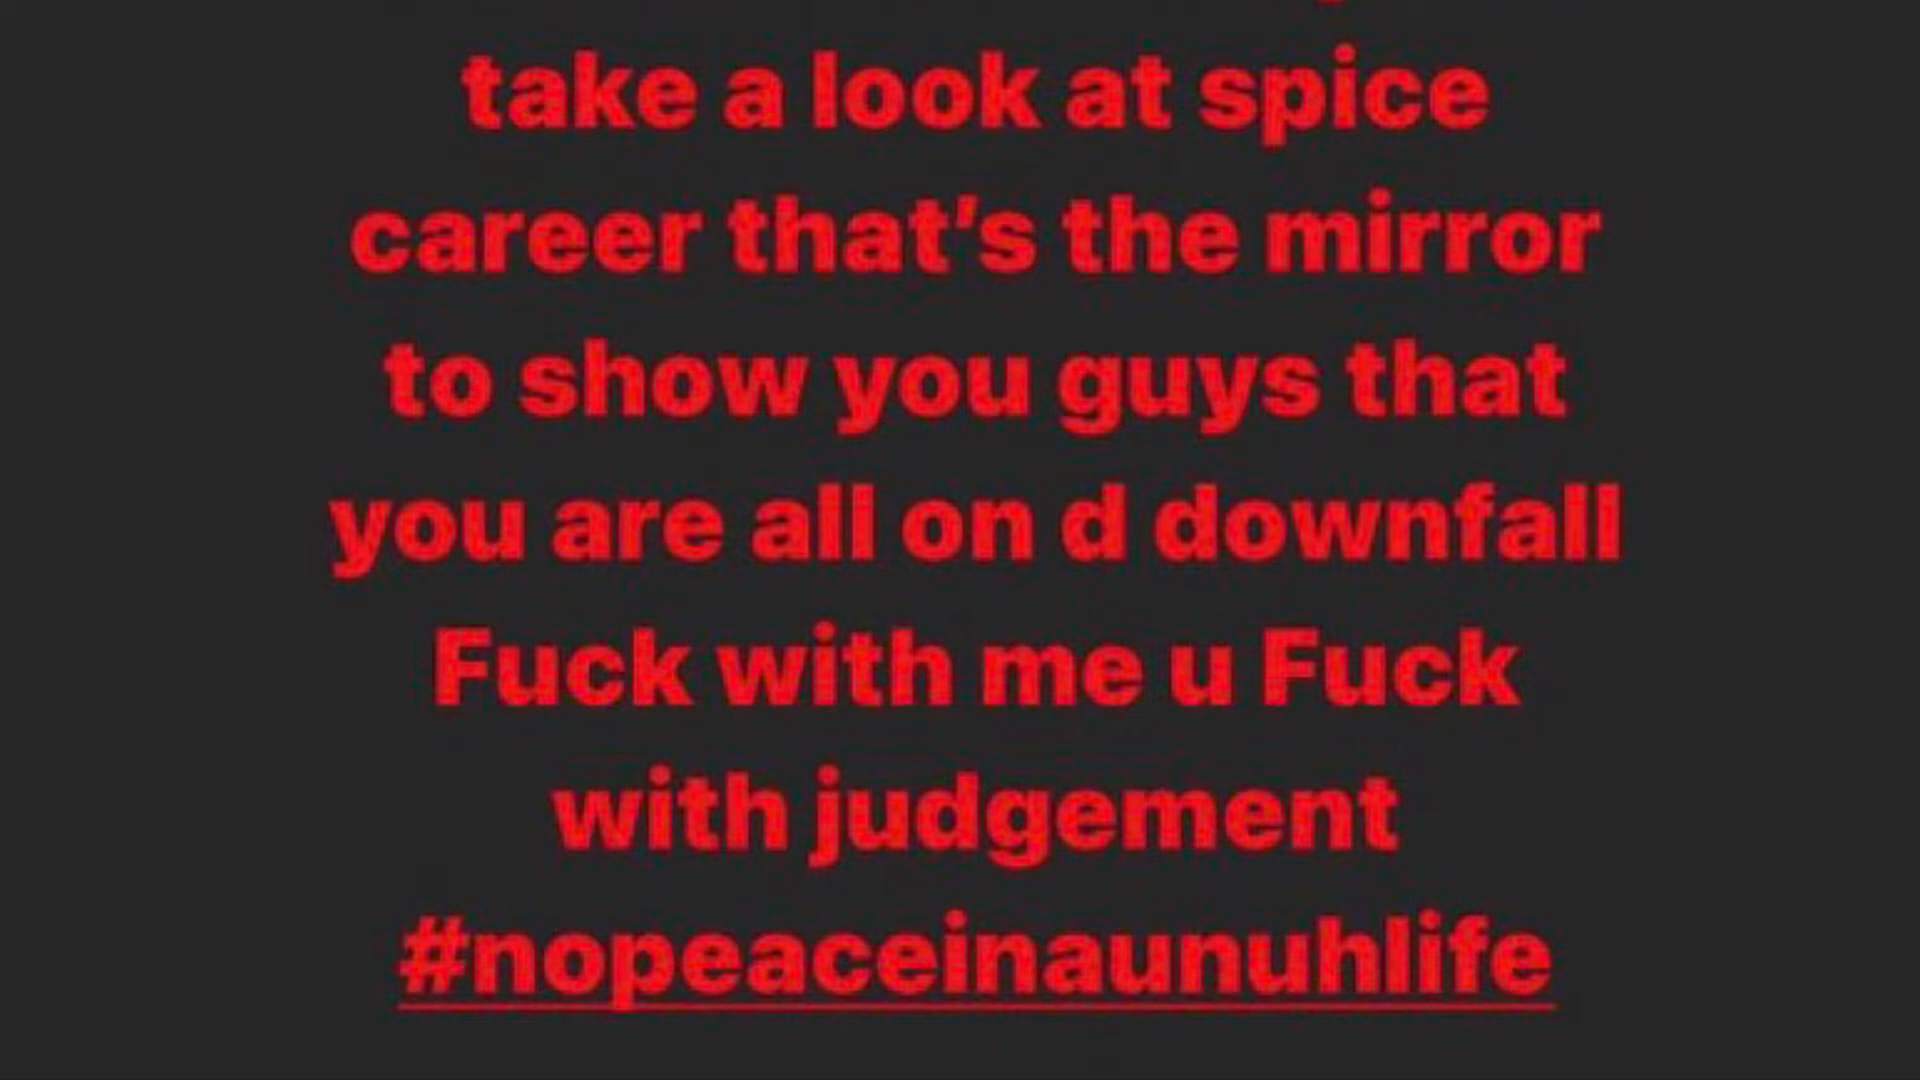 take a look at spice
career that's the mirror
to show you guys that
you are all on d downfall
Fuck with me u Fuck
with judgement
#nopeaceinaunuhlife